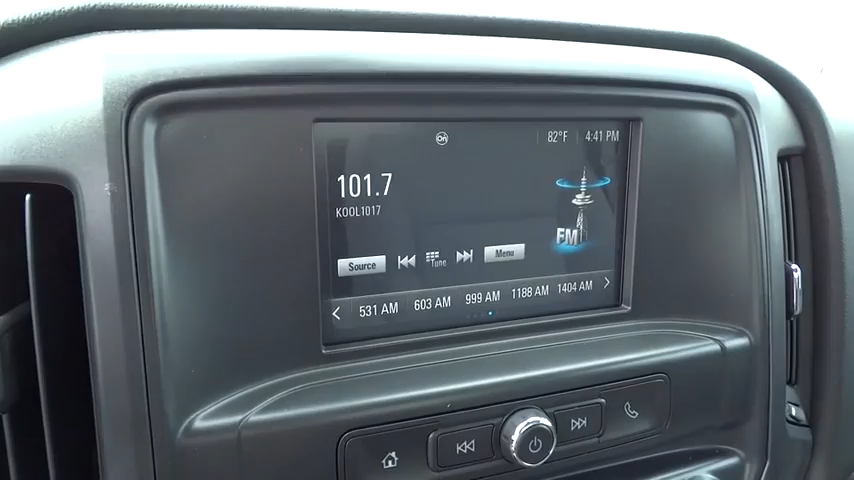 On 82°F 4:41 PM
101.7
KOOL1017
FM
Source Tune Menu
531 AM 603 AM 999 AM 1188 AM 1404 AM